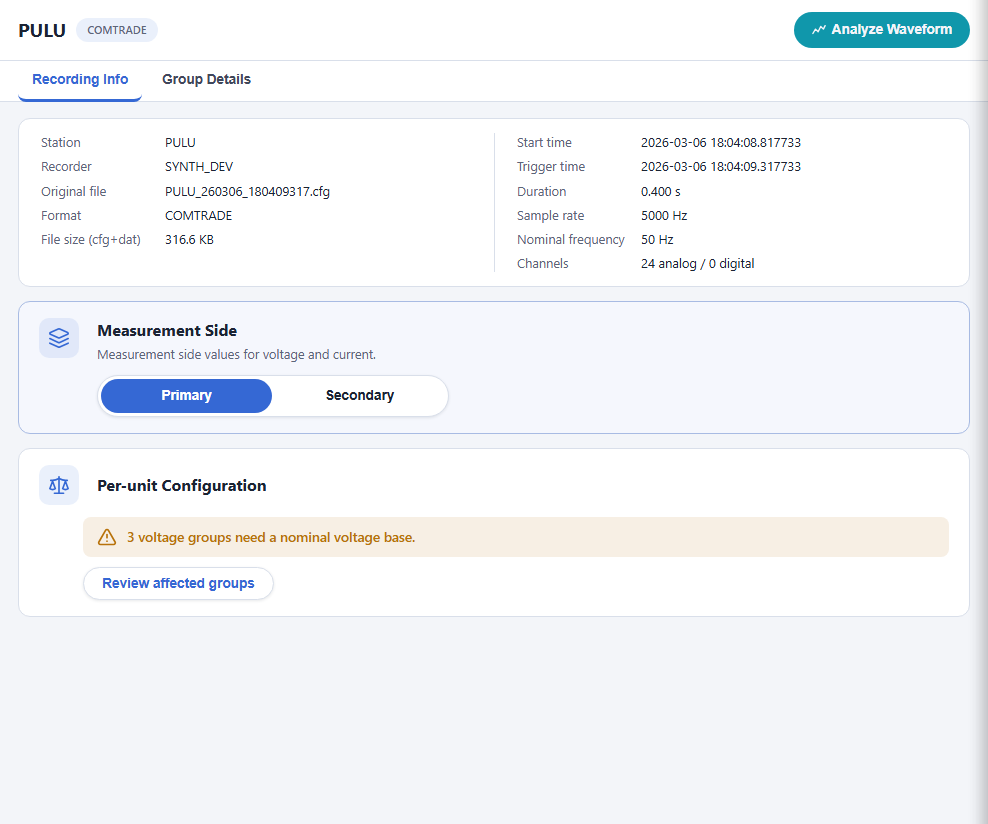 PULU COMTRADE Analyze Waveform
Recording Info Group Details
Station PULU
Recorder SYNTH_DEV
Original file PULU_260306_180409317.cfg
Format COMTRADE
File size (cfg+dat) 316.6 KB
Start time 2026-03-06 18:04:08.817733
Trigger time 2026-03-06 18:04:09.317733
Duration 0.400 s
Sample rate 5000 Hz
Nominal frequency 50 Hz
Channels 24 analog / 0 digital
Measurement Side
Measurement side values for voltage and current.
Primary Secondary
Per-unit Configuration
3 voltage groups need a nominal voltage base.
Review affected groups